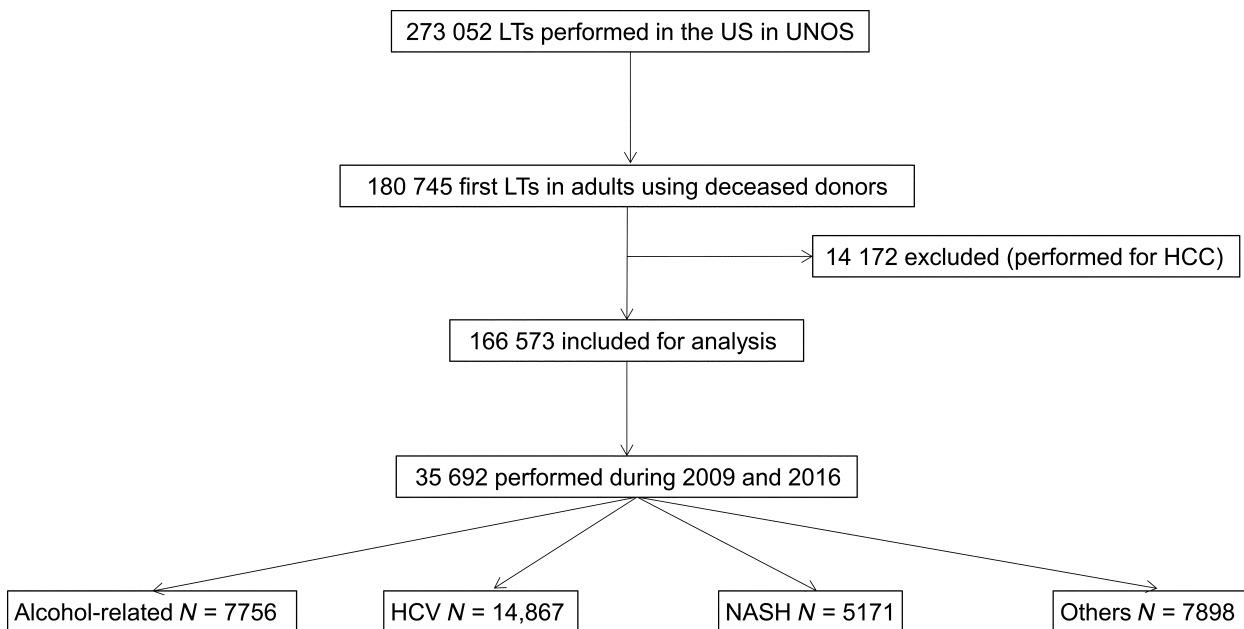 273 052 LTs performed in the US in UNOS
180 745 first LTs in adults using deceased donors
14 172 excluded (performed for HCC)
166 573 included for analysis
35 692 performed during 2009 and 2016
Alcohol-related N = 7756
HCV N = 14,867
NASH N = 5171
Others N = 7898